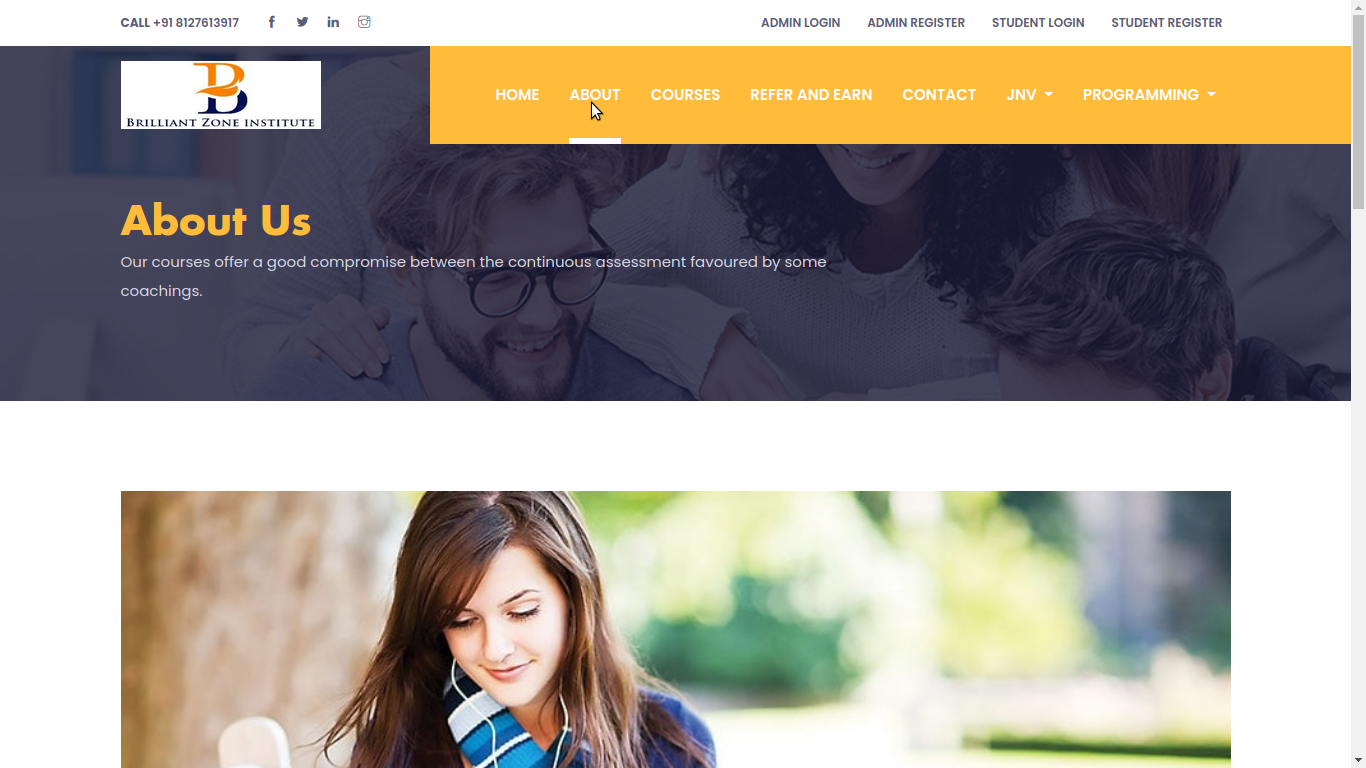 CALL +91 8127613917
ADMIN LOGIN ADMIN REGISTER STUDENT LOGIN STUDENT REGISTER
BRILLIANT ZONE INSTITUTE
HOME ABOUT COURSES REFER AND EARN CONTACT JNV PROGRAMMING
About Us
Our courses offer a good compromise between the continuous assessment favoured by some
coachings.